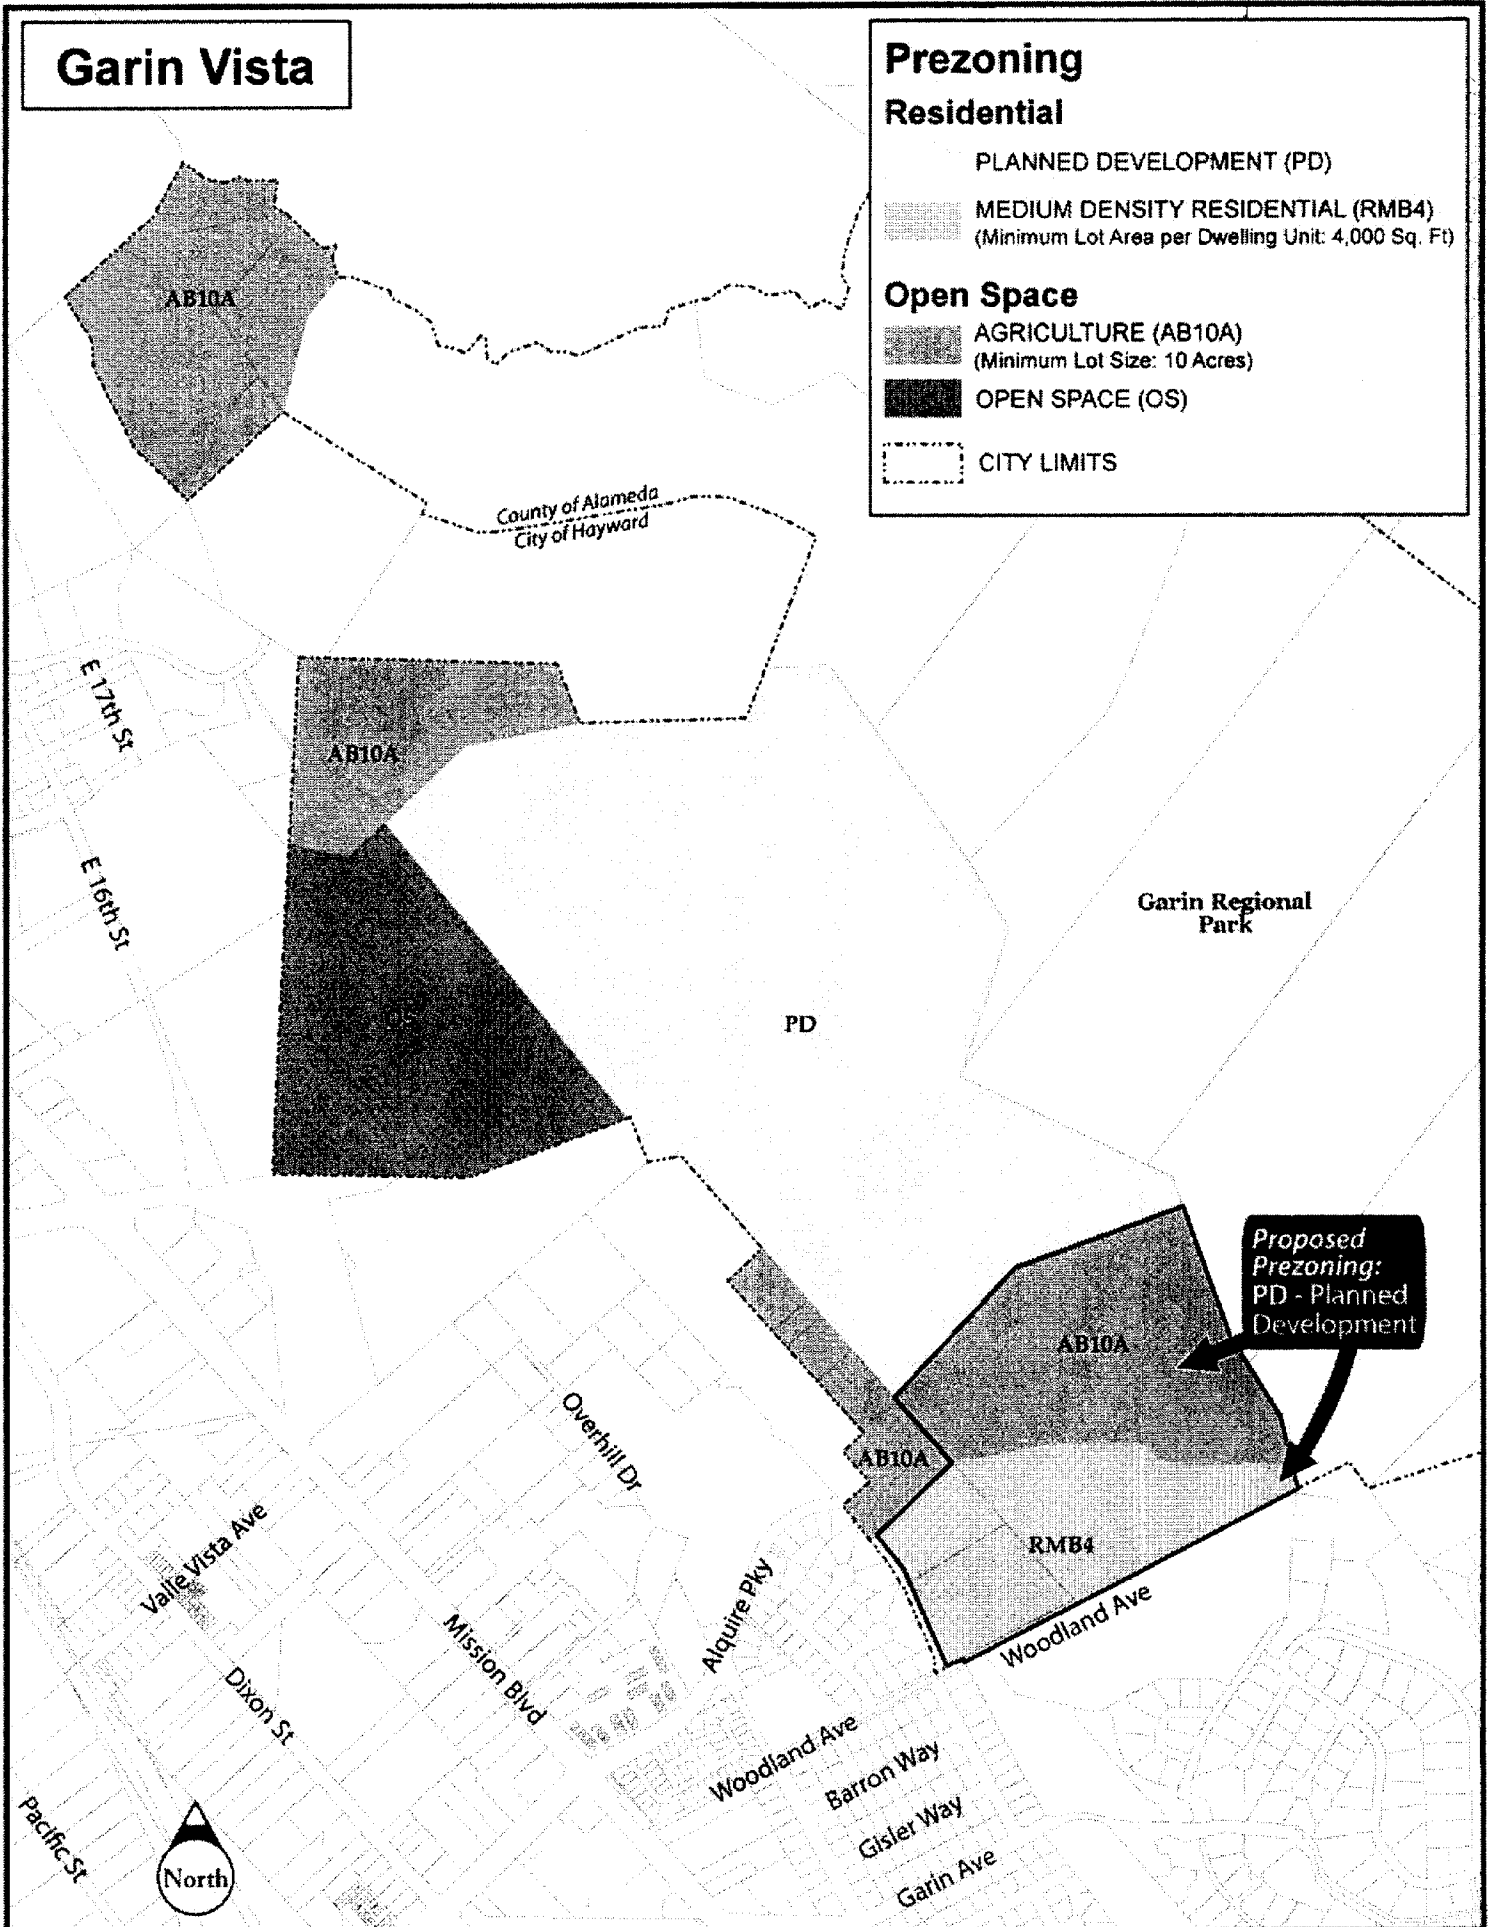 Garin Vista
Prezoning
Residential
PLANNED DEVELOPMENT (PD)
MEDIUM DENSITY RESIDENTIAL (RMB4)
(Minimum Lot Area per Dwelling Unit: 4,000 Sq. Ft)
Open Space
AGRICULTURE (AB10A)
(Minimum Lot Size: 10 Acres)
OPEN SPACE (OS)
CITY LIMITS
AB10A
County of Alameda
City of Hayward
E 17th St
AB10A
E 16th St
Garin Regional
Park
OS
PD
Proposed
Prezoning:
PD - Planned
Development
AB10A
Overhill Dr
AB10A
Valle Vista Ave
RMB4
Alquire Pky
Woodland Ave
Mission Blvd
Dixon St
Woodland Ave
Barron Way
Pacific St
Gisler Way
Garin Ave
North